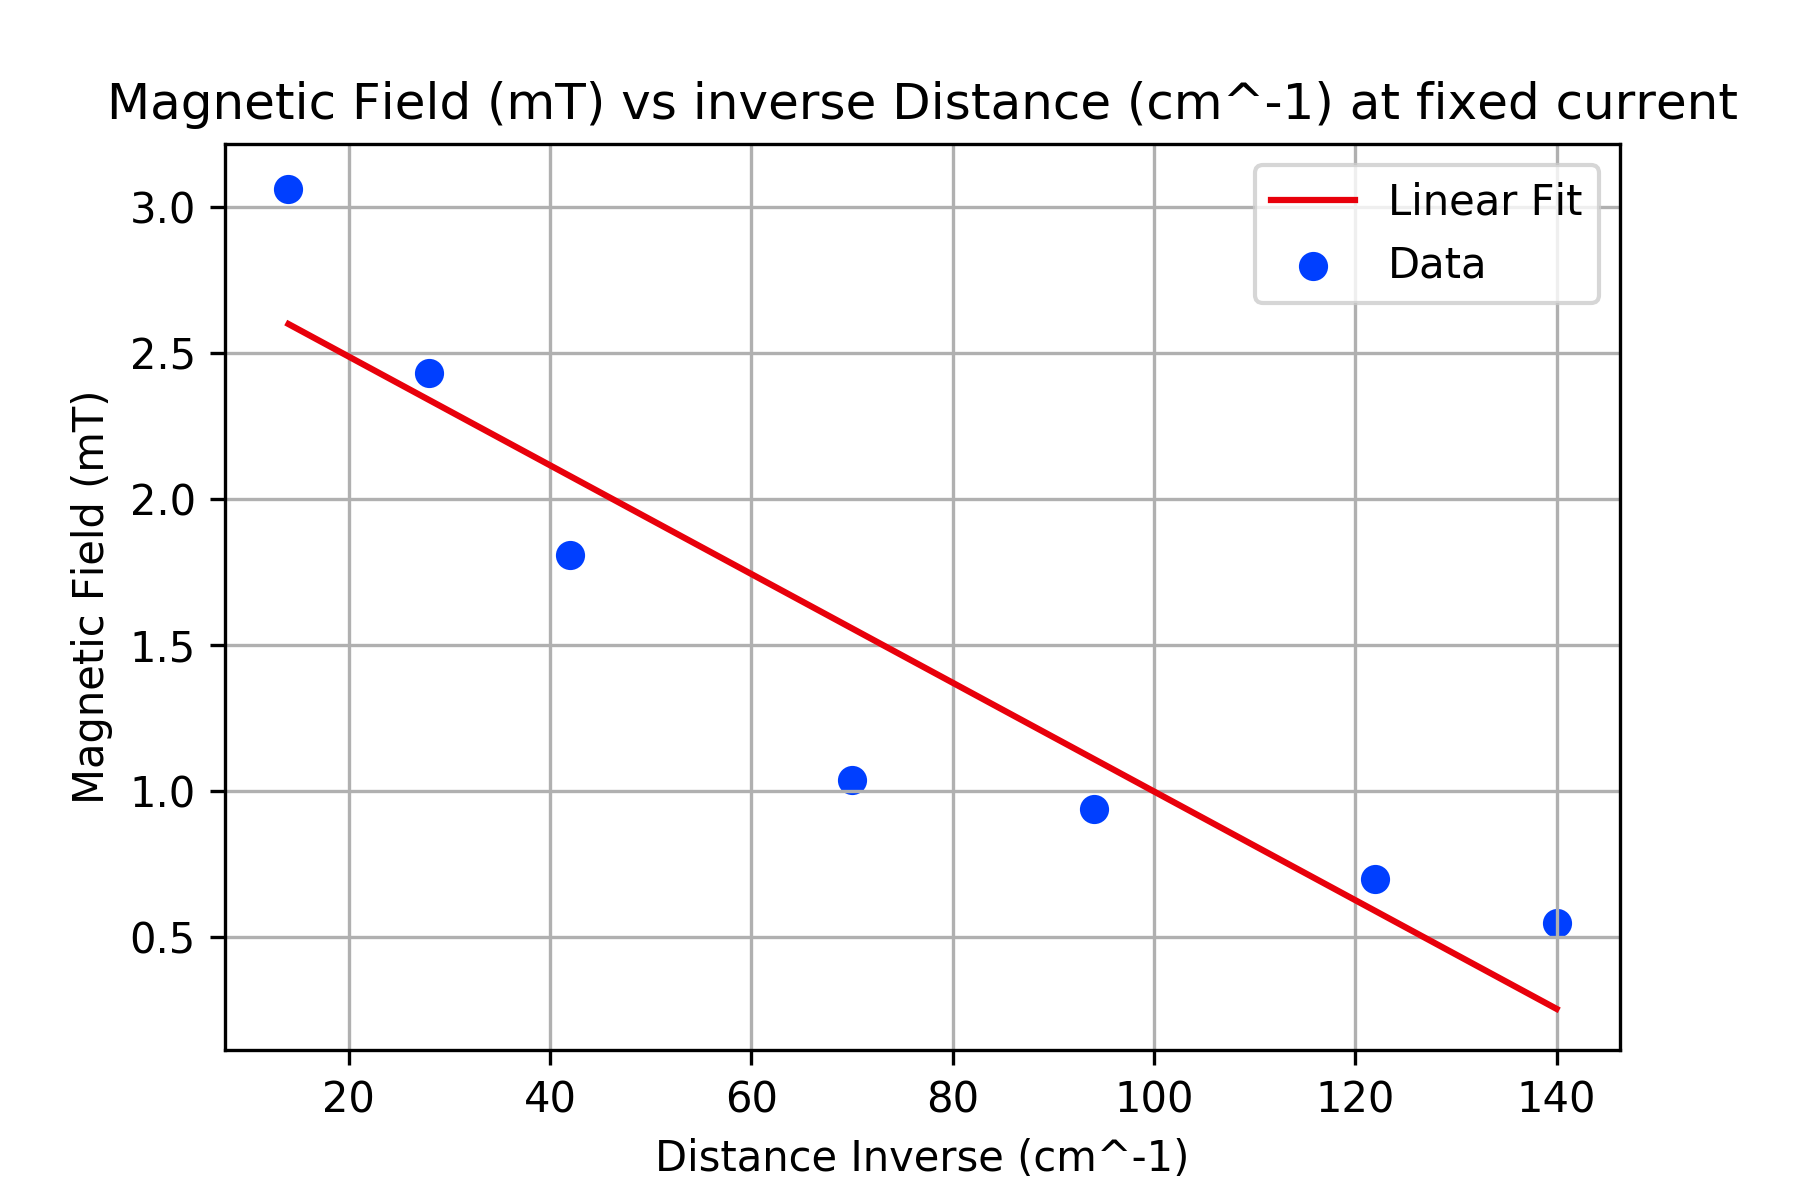 Magnetic Field (mT) vs inverse Distance (cm^-1) at fixed current
Linear Fit
Data
Magnetic Field (mT)
3.0
2.5
2.0
1.5
1.0
0.5
20 40 60 80 100 120 140
Distance Inverse (cm^-1)